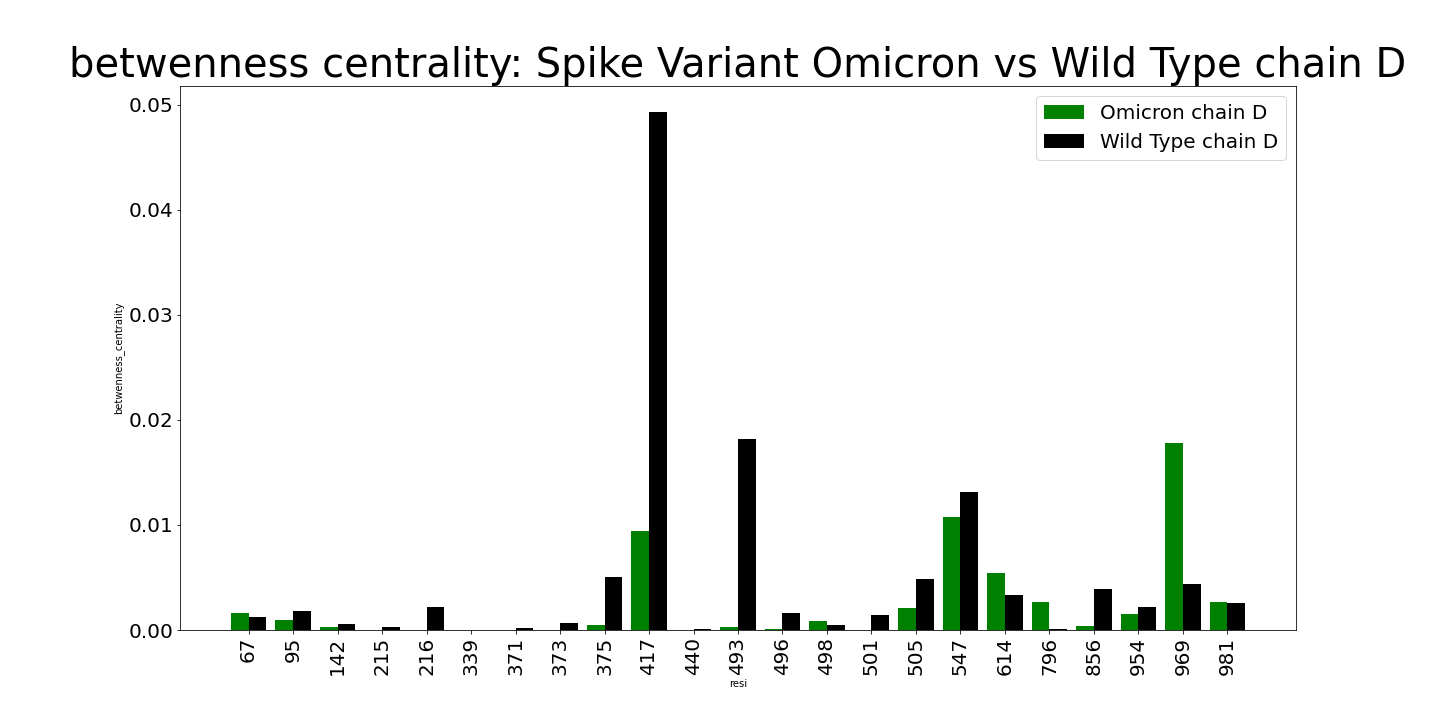 betwenness centrality: Spike Variant Omicron vs Wild Type chain D
Omicron chain D
Wild Type chain D
0.05
0.04
0.03
0.02
0.01
0.00
betwenness_centrality
67 95 142 215 216 339 371 373 375 417 440 493 496 498 501 505 547 614 796 856 954 969 981
resi